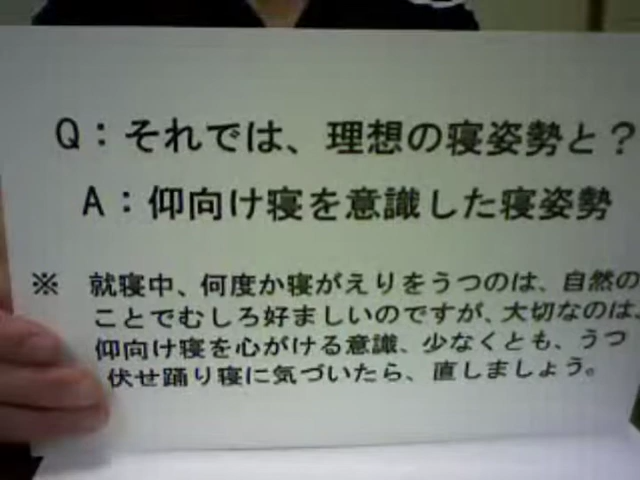 Q：それでは、理想の寝姿勢と？
A：仰向け寝を意識した寝姿勢
※ 就寝中、何度か寝がえりをうつのは、自然の
ことでむしろ好ましいのですが、大切なのは、
仰向け寝を心がける意識、少なくとも、うつ
伏せ踊り寝に気づいたら、直しましょう。